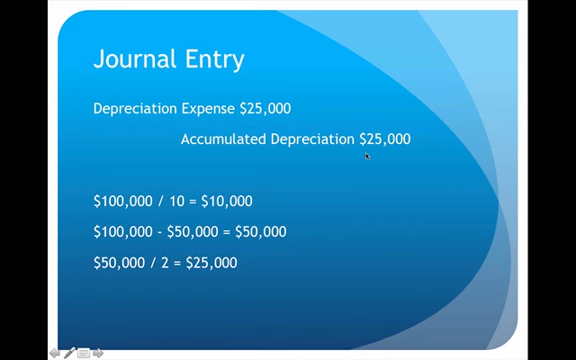 Journal Entry
Depreciation Expense $25,000
Accumulated Depreciation $25,000
$100,000 / 10 = $10,000
$100,000 - $50,000 = $50,000
$50,000 / 2 = $25,000